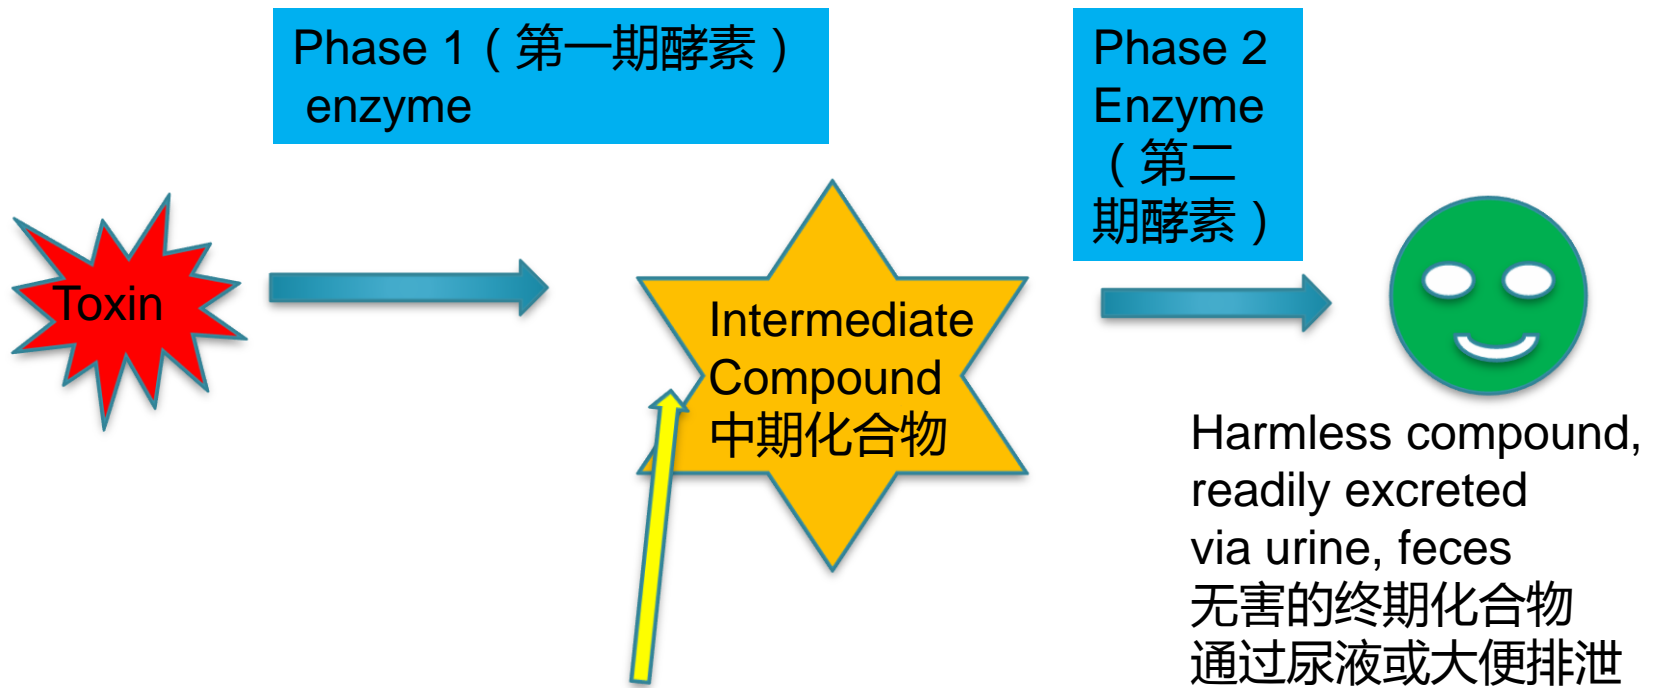 Phase 1（第一期酵素）
enzyme
Phase 2
Enzyme
（第二
期酵素）
Toxin
Intermediate
Compound
中期化合物
Harmless compound,
readily excreted
via urine, feces
无害的终期化合物
通过尿液或大便排泄